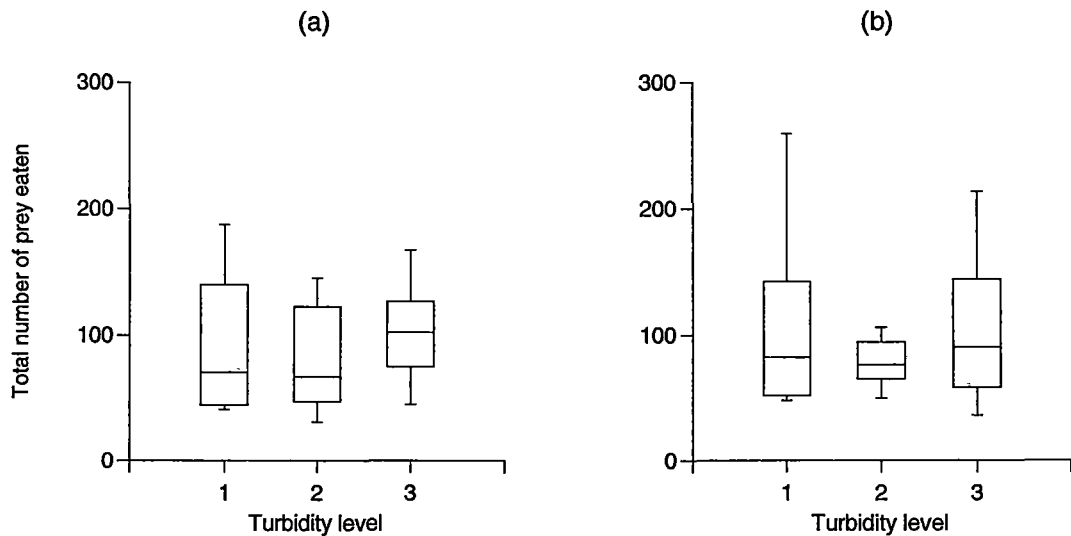 (a)
300
200
100
0
Total number of prey eaten
1 2 3
Turbidity level
(b)
300
200
100
0
1 2 3
Turbidity level